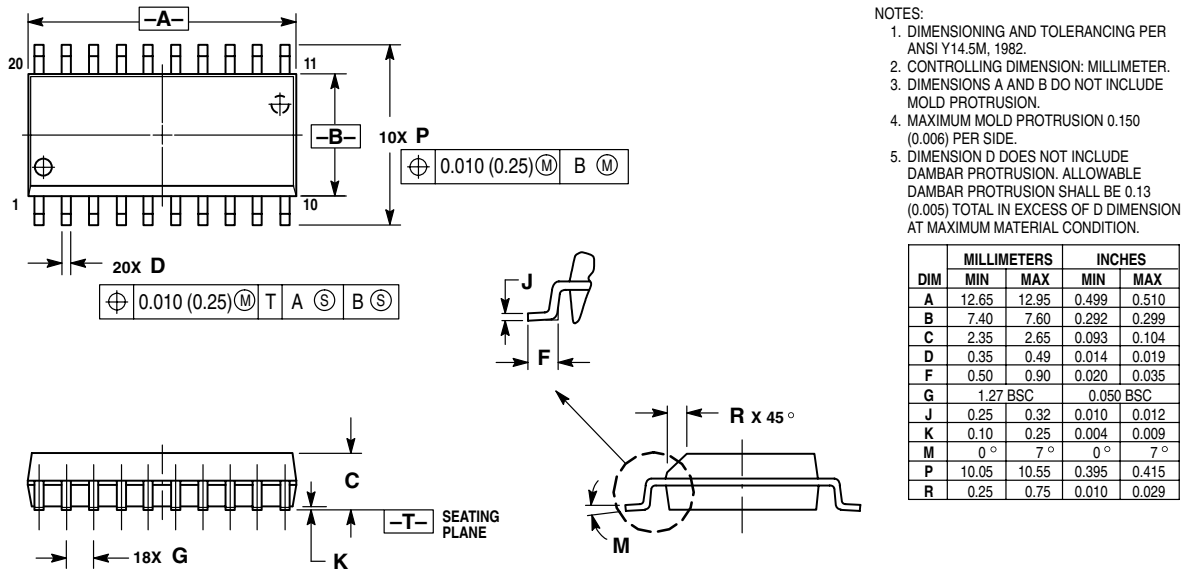 –A–
20 11
–B–
10X P
⌖ 0.010 (0.25) Ⓜ B Ⓜ
1 10
20X D
⌖ 0.010 (0.25) Ⓜ T A Ⓢ B Ⓢ
J
F
R X 45°
C
–T– SEATING
PLANE
18X G
K
M
NOTES:
1. DIMENSIONING AND TOLERANCING PER
ANSI Y14.5M, 1982.
2. CONTROLLING DIMENSION: MILLIMETER.
3. DIMENSIONS A AND B DO NOT INCLUDE
MOLD PROTRUSION.
4. MAXIMUM MOLD PROTRUSION 0.150
(0.006) PER SIDE.
5. DIMENSION D DOES NOT INCLUDE
DAMBAR PROTRUSION. ALLOWABLE
DAMBAR PROTRUSION SHALL BE 0.13
(0.005) TOTAL IN EXCESS OF D DIMENSION
AT MAXIMUM MATERIAL CONDITION.
MILLIMETERS INCHES
DIM MIN MAX MIN MAX
A 12.65 12.95 0.499 0.510
B 7.40 7.60 0.292 0.299
C 2.35 2.65 0.093 0.104
D 0.35 0.49 0.014 0.019
F 0.50 0.90 0.020 0.035
G 1.27 BSC 0.050 BSC
J 0.25 0.32 0.010 0.012
K 0.10 0.25 0.004 0.009
M 0° 7° 0° 7°
P 10.05 10.55 0.395 0.415
R 0.25 0.75 0.010 0.029